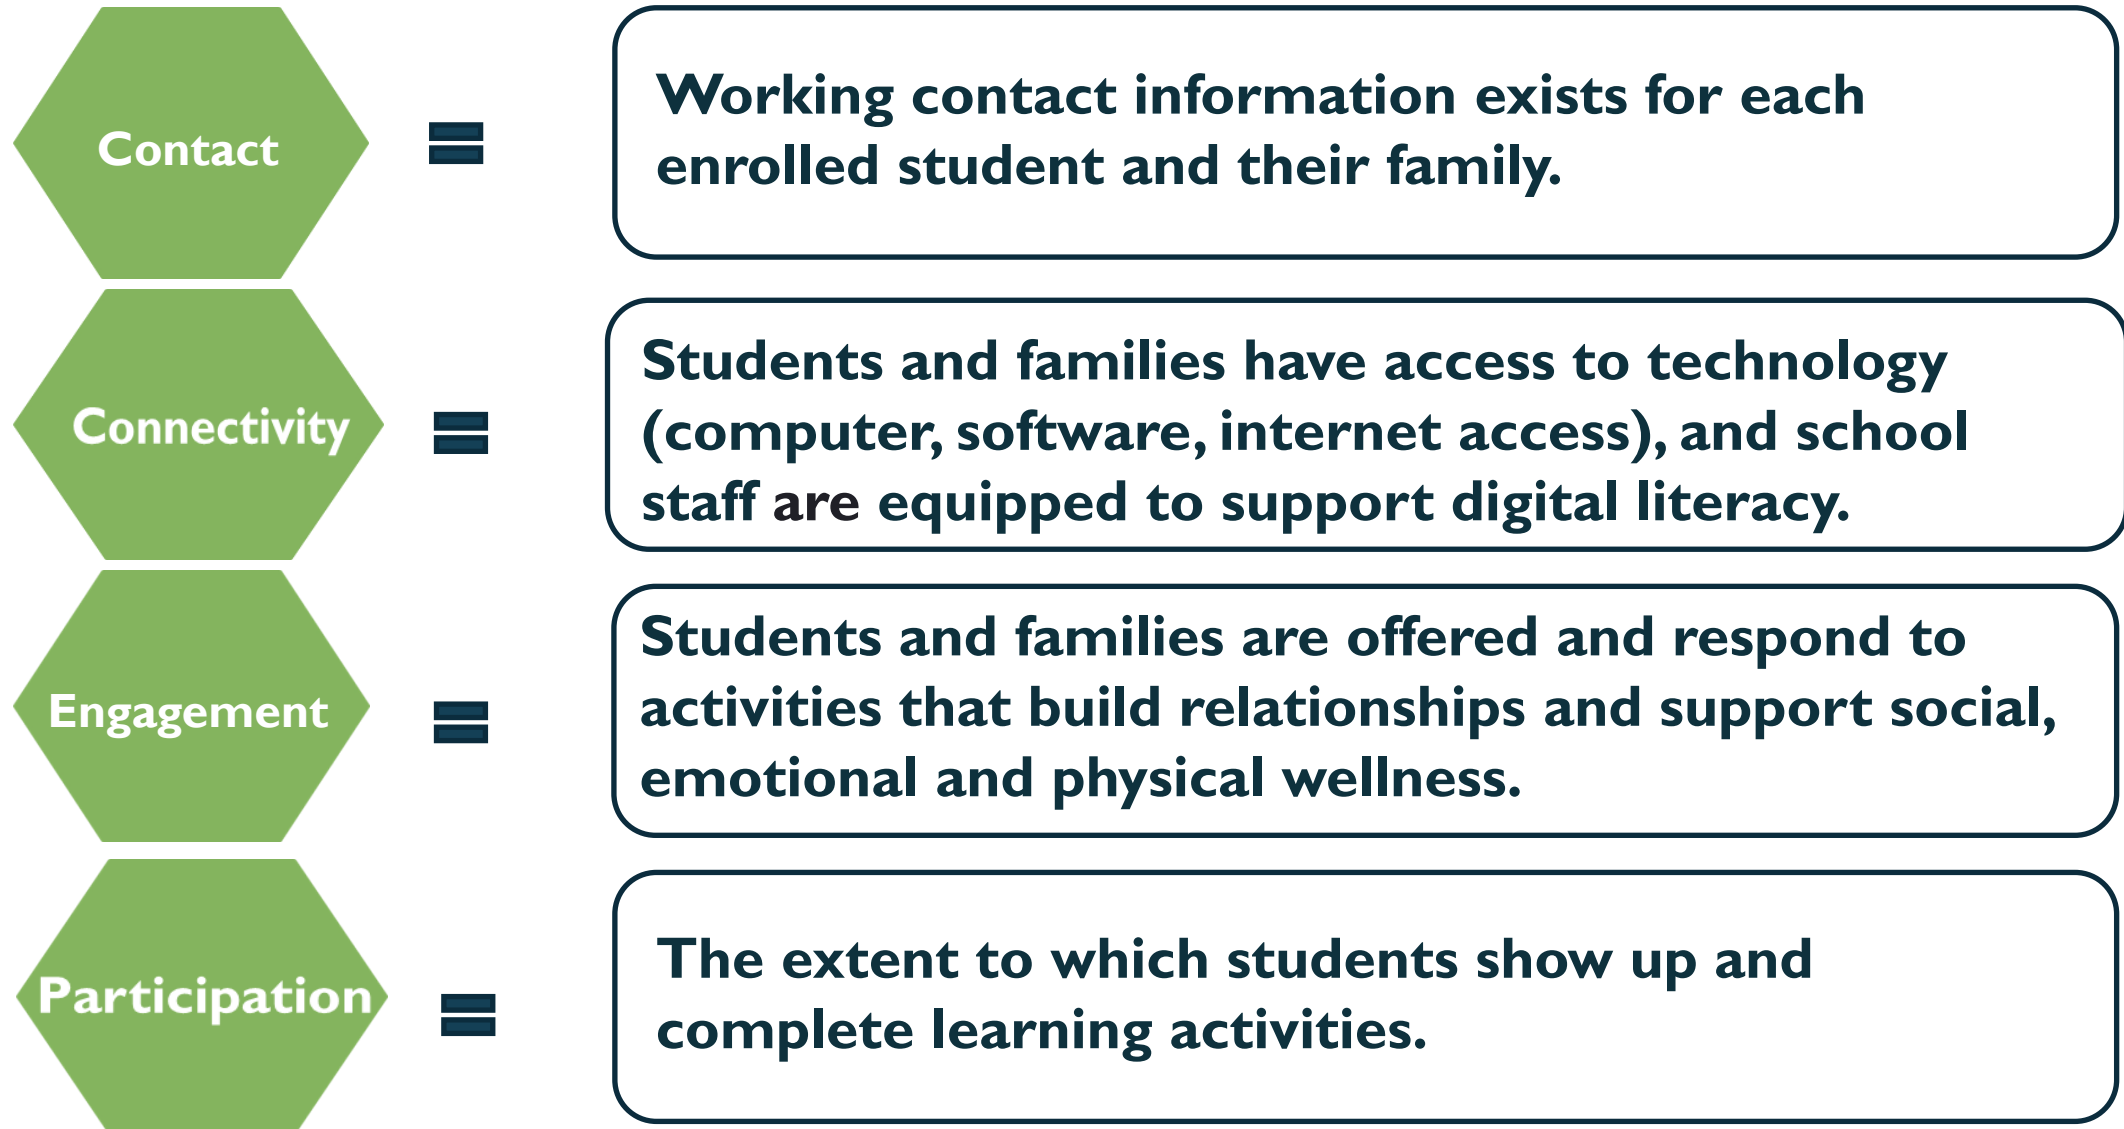 Contact
=
Working contact information exists for each
enrolled student and their family.
Connectivity
=
Students and families have access to technology
(computer, software, internet access), and school
staff are equipped to support digital literacy.
Engagement
=
Students and families are offered and respond to
activities that build relationships and support social,
emotional and physical wellness.
Participation
=
The extent to which students show up and
complete learning activities.